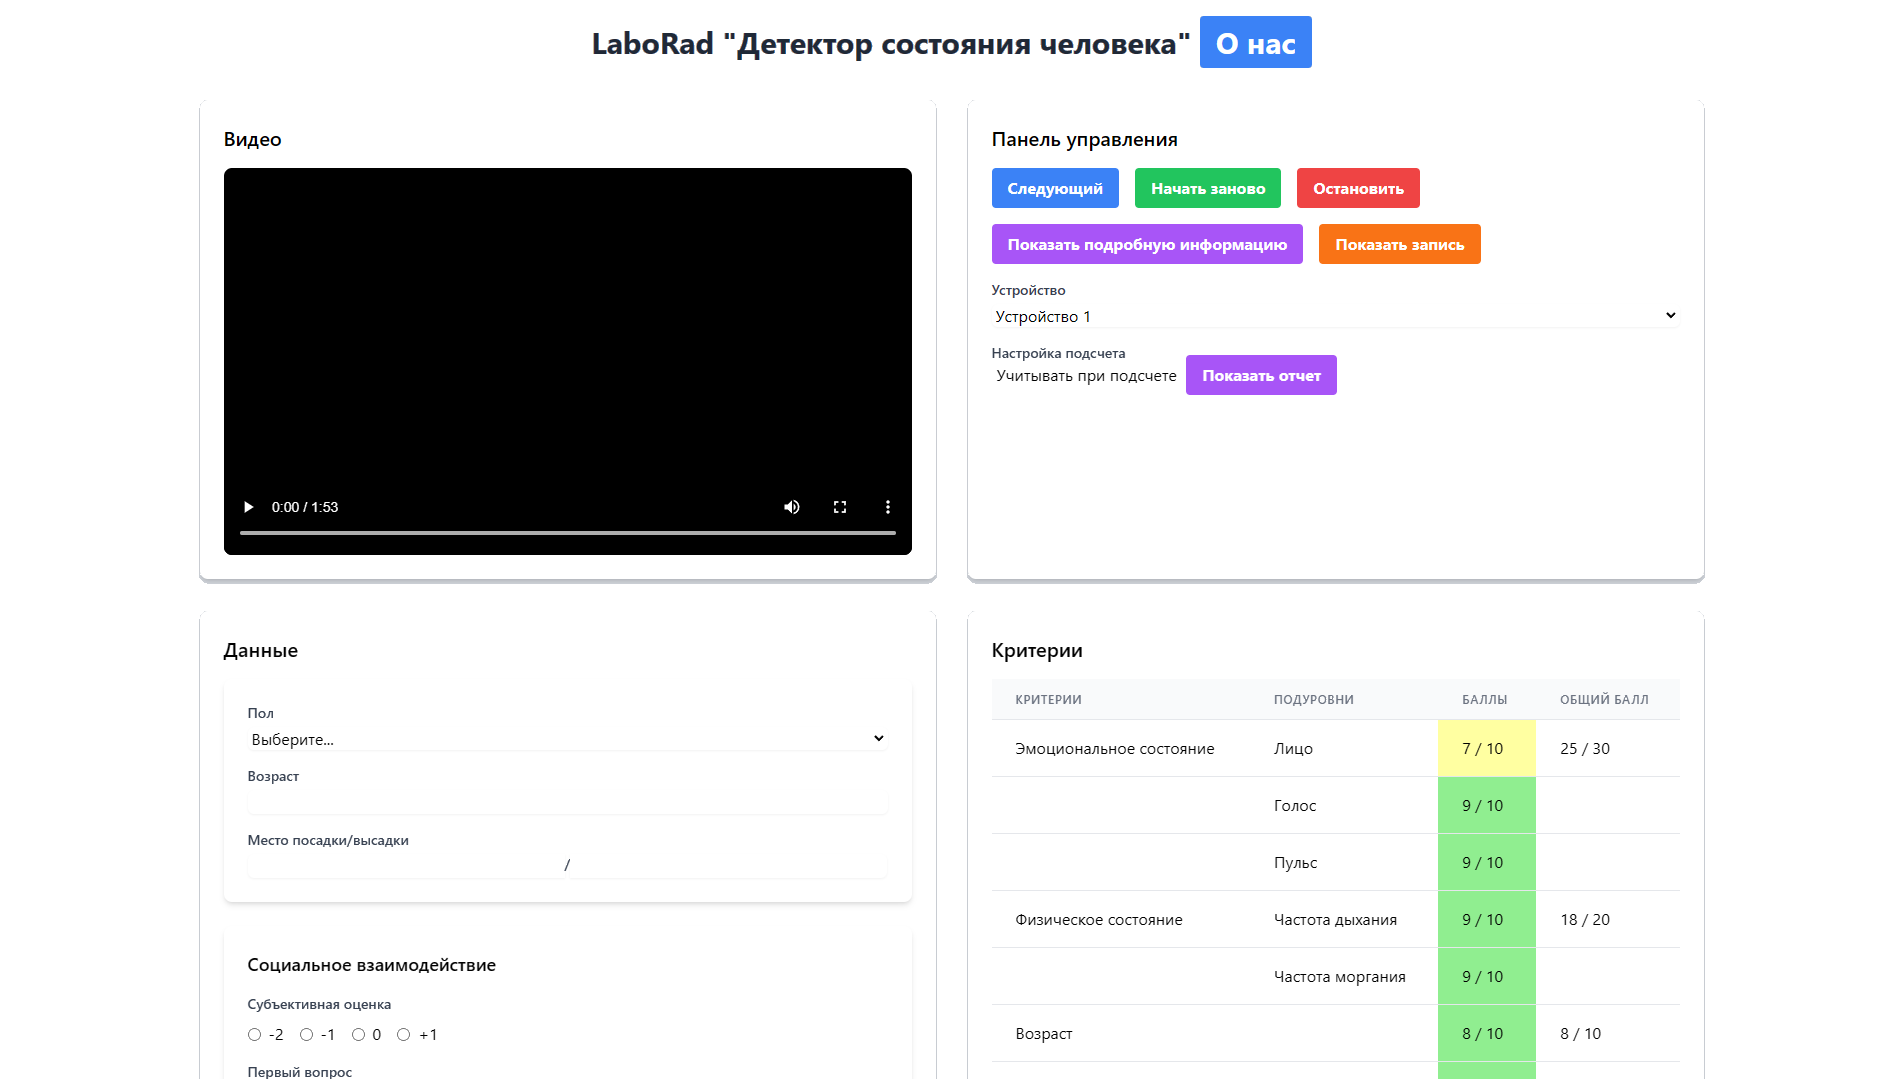 LaboRad "Детектор состояния человека" О нас
Видео
0:00 / 1:53
Панель управления
Следующий Начать заново Остановить
Показать подробную информацию Показать запись
Устройство
Устройство 1
Настройка подсчета
Учитывать при подсчете Показать отчет
Данные
Пол
Выберите...
Возраст
Место посадки/высадки
/
Социальное взаимодействие
Субъективная оценка
-2 -1 0 +1
Первый вопрос
Критерии
КРИТЕРИИ ПОДУРОВНИ БАЛЛЫ ОБЩИЙ БАЛЛ
Эмоциональное состояние Лицо 7 / 10 25 / 30
Голос 9 / 10
Пульс 9 / 10
Физическое состояние Частота дыхания 9 / 10 18 / 20
Частота моргания 9 / 10
Возраст 8 / 10 8 / 10